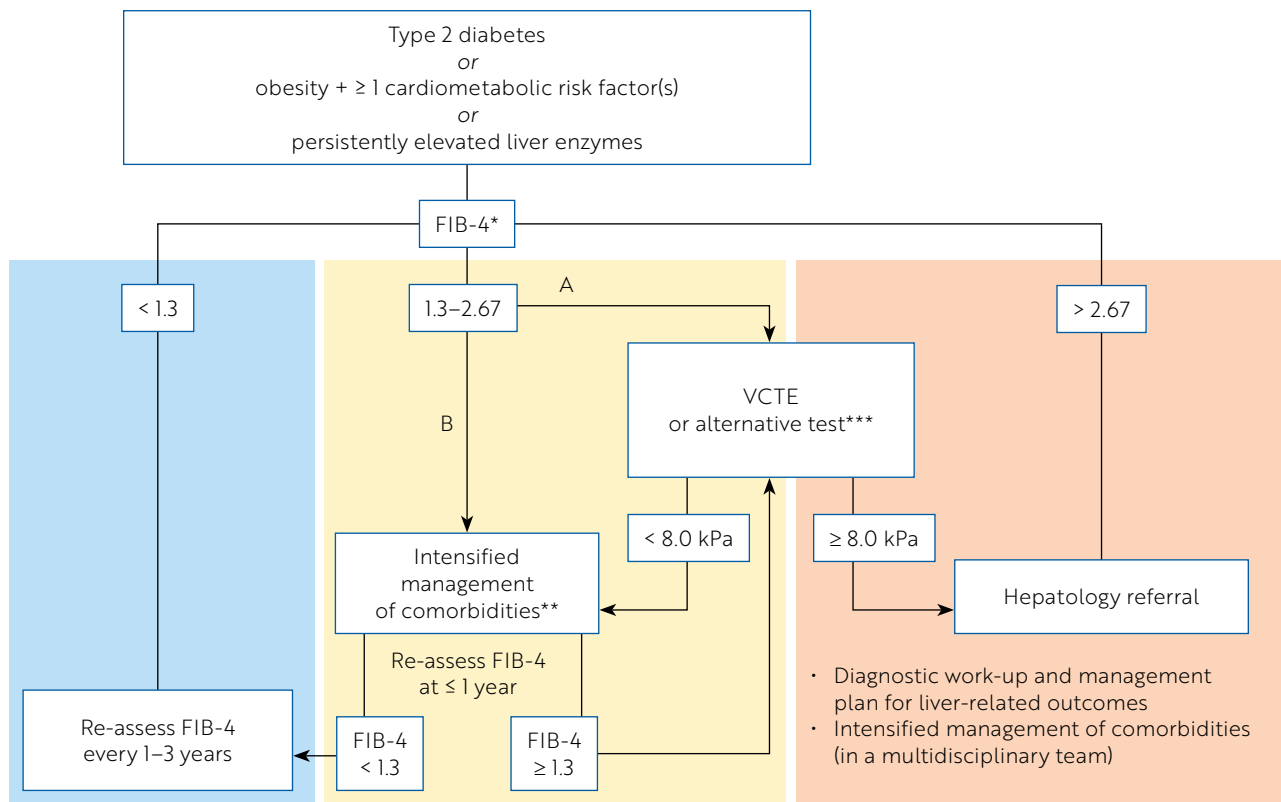 Type 2 diabetes
or
obesity + ≥ 1 cardiometabolic risk factor(s)
or
persistently elevated liver enzymes
FIB-4*
< 1.3
1.3–2.67
A
> 2.67
VCTE
or alternative test***
B
< 8.0 kPa
≥ 8.0 kPa
Intensified
management
of comorbidities**
Hepatology referral
Re-assess FIB-4
at ≤ 1 year
Re-assess FIB-4
every 1–3 years
FIB-4
< 1.3
FIB-4
≥ 1.3
• Diagnostic work-up and management
plan for liver-related outcomes
• Intensified management of comorbidities
(in a multidisciplinary team)